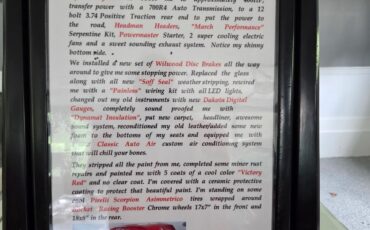 transfer power with a 700R4 Auto Transmission, to a 12
bolt 3.74 Positive Traction rear end to put the power to
the road, Headman Headers, "March Performance"
Serpentine Kit, Powermaster Starter, 2 super cooling electric
fans and a sweet sounding exhaust system. Notice my shinny
bottom side.
We installed 4 new set of Wilwood Disc Brakes all the way
around to give me some stopping power. Replaced the glass
along with all new "Soff Seal" weather stripping, rewired
me with a "Painless" wiring kit with all LED lights,
changed out my old instruments with new Dakota Digital
Gauges, completely sound proofed me with
"Dynamat Insulation", put new carpet, headliner, awesome
sound system, reconditioned my old leather/added some new
foam to the bottom of my seats and equipped me with
a Classic Auto Air custom air conditioning system
that will chill your bones.
They stripped all the paint from me, completed some minor rust
repairs and painted me with 5 coats of a cool color "Victory
Red" and no clear coat. I'm covered with a ceramic protective
coating to protect that beautiful paint. I'm standing on some
cool Pirelli Scorpion Asimmetrico tires wrapped around
Rocket Racing Booster Chrome wheels 17x7" in the front and
18x8" in the rear.